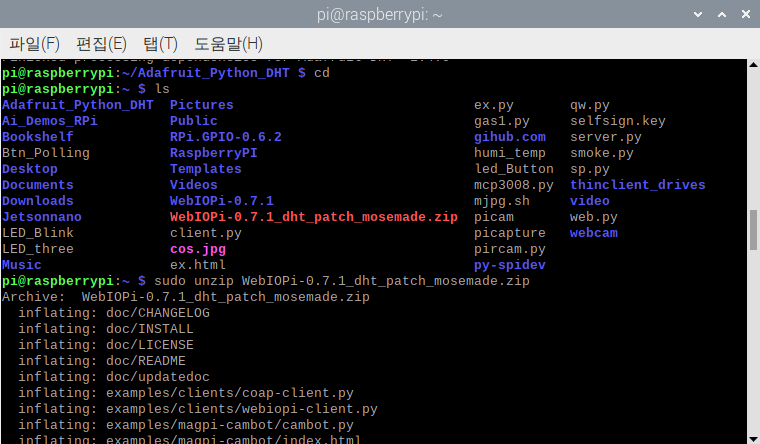 pi@raspberrypi: ~
파일(F) 편집(E) 탭(T) 도움말(H)
pi@raspberrypi:~/Adafruit_Python_DHT $ cd
pi@raspberrypi:~ $ ls
Adafruit_Python_DHT Pictures ex.py qw.py
Ai_Demos_RPi Public gas1.py selfsign.key
Bookshelf RPi.GPIO-0.6.2 gihub.com server.py
Btn_Polling RaspberryPI humi_temp smoke.py
Desktop Templates led_Button sp.py
Documents Videos mcp3008.py thinclient_drives
Downloads WebIOPi-0.7.1 mjpg.sh video
Jetsonnano WebIOPi-0.7.1_dht_patch_mosemade.zip picam web.py
LED_Blink client.py picapture webcam
LED_three cos.jpg pircam.py
Music ex.html py-spidev
pi@raspberrypi:~ $ sudo unzip WebIOPi-0.7.1_dht_patch_mosemade.zip
Archive: WebIOPi-0.7.1_dht_patch_mosemade.zip
inflating: doc/CHANGELOG
inflating: doc/INSTALL
inflating: doc/LICENSE
inflating: doc/README
inflating: doc/updatedoc
inflating: examples/clients/coap-client.py
inflating: examples/clients/webiopi-client.py
inflating: examples/magpi-cambot/cambot.py
inflating: examples/magpi-cambot/index.html